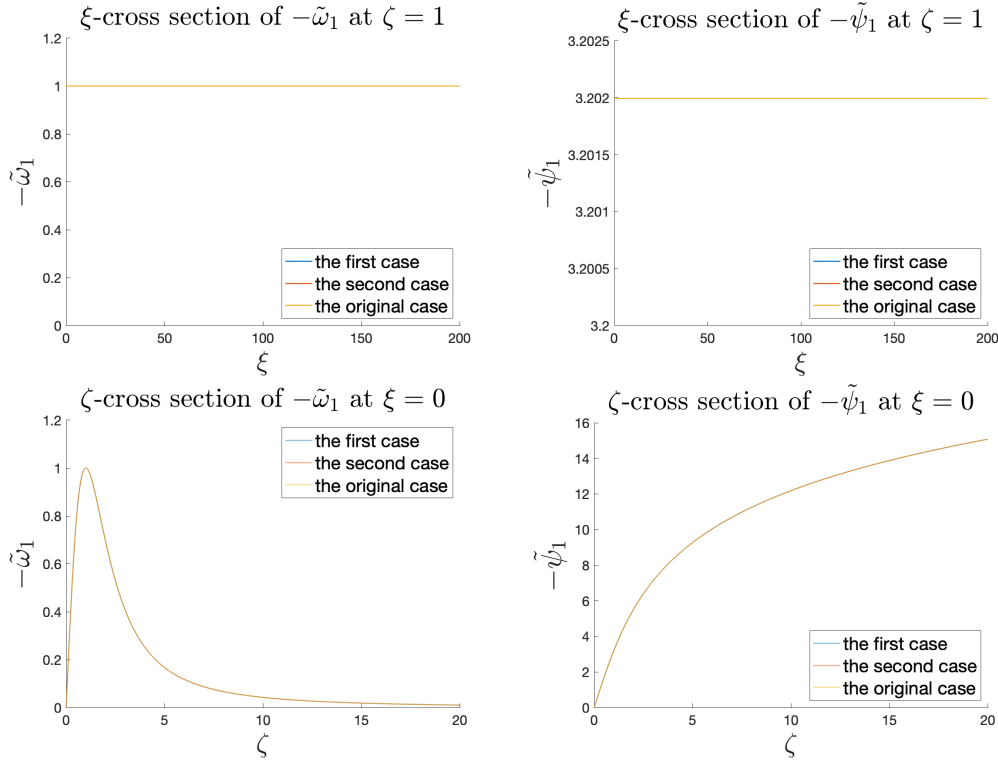 ξ-cross section of −ω̃₁ at ζ = 1
1.2
1
0.8
0.6
0.4
0.2
0
−ω̃₁
the first case
the second case
the original case
0 50 100 150 200
ξ
ξ-cross section of −ψ̃₁ at ζ = 1
3.2025
3.202
3.2015
3.201
3.2005
3.2
−ψ̃₁
the first case
the second case
the original case
0 50 100 150 200
ξ
ζ-cross section of −ω̃₁ at ξ = 0
1.2
1
0.8
0.6
0.4
0.2
0
−ω̃₁
the first case
the second case
the original case
0 5 10 15 20
ζ
ζ-cross section of −ψ̃₁ at ξ = 0
16
14
12
10
8
6
4
2
0
−ψ̃₁
the first case
the second case
the original case
0 5 10 15 20
ζ